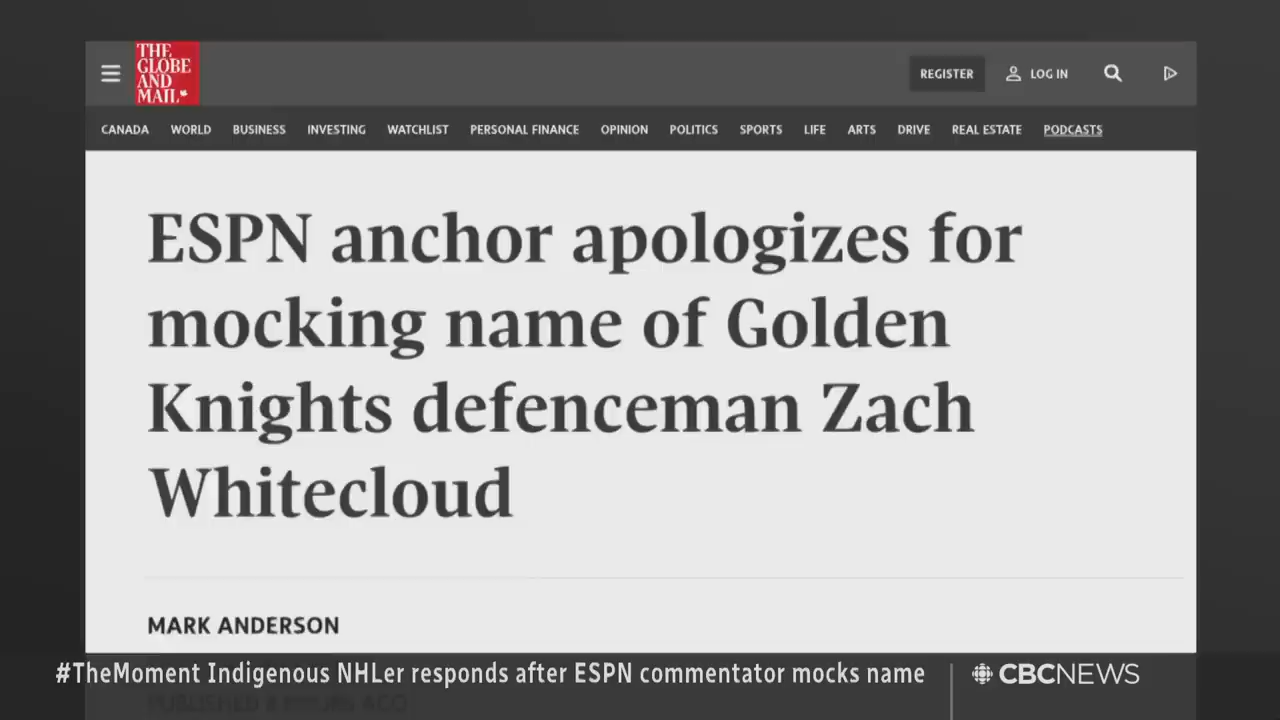 THE
GLOBE
AND
MAIL
REGISTER
LOG IN
CANADA WORLD BUSINESS INVESTING WATCHLIST PERSONAL FINANCE OPINION POLITICS SPORTS LIFE ARTS DRIVE REAL ESTATE PODCASTS
ESPN anchor apologizes for
mocking name of Golden
Knights defenceman Zach
Whitecloud
MARK ANDERSON
#TheMoment Indigenous NHLer responds after ESPN commentator mocks name
CBCNEWS